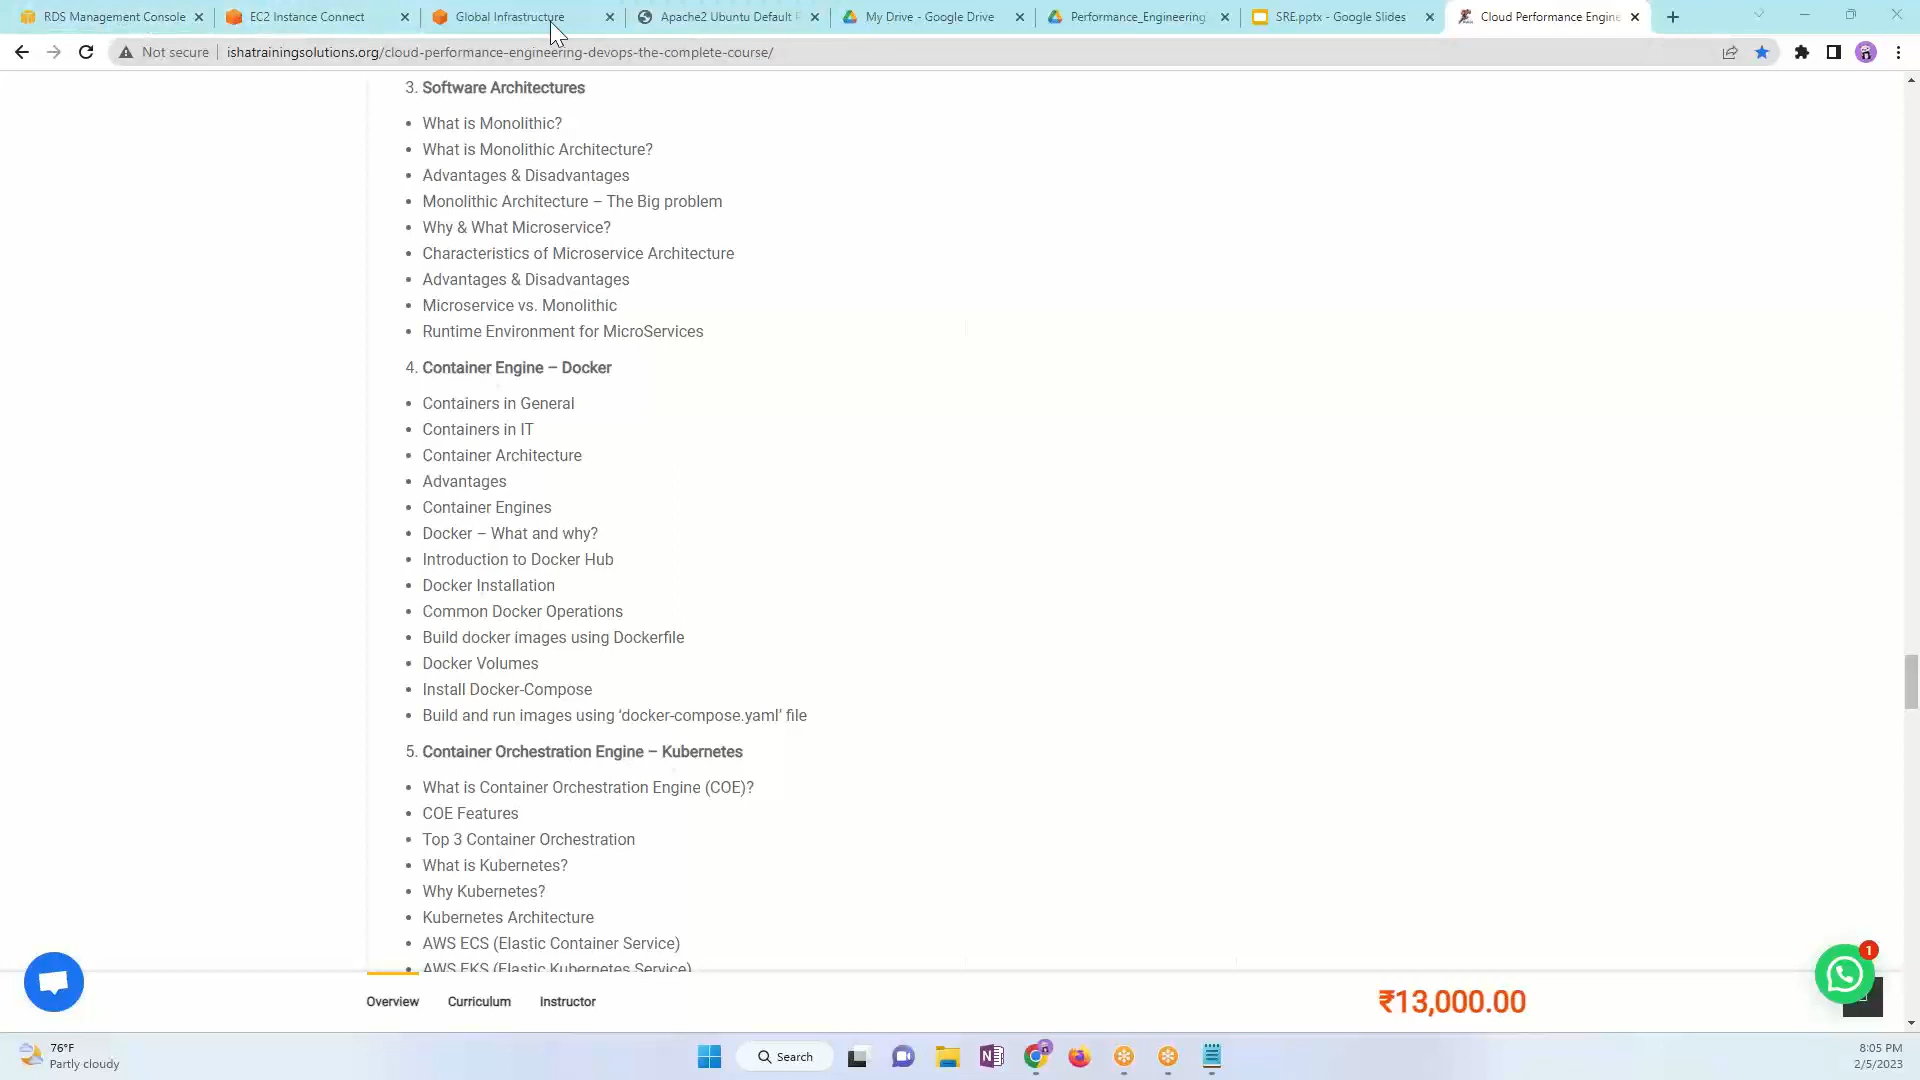 RDS Management Console
EC2 Instance Connect
Global Infrastructure
Apache2 Ubuntu Default
My Drive - Google Drive
Performance_Engineering
SRE.pptx - Google Slides
Cloud Performance Engine
Not secure
ishatrainingsolutions.org/cloud-performance-engineering-devops-the-complete-course/
3. Software Architectures
• What is Monolithic?
• What is Monolithic Architecture?
• Advantages & Disadvantages
• Monolithic Architecture – The Big problem
• Why & What Microservice?
• Characteristics of Microservice Architecture
• Advantages & Disadvantages
• Microservice vs. Monolithic
• Runtime Environment for MicroServices
4. Container Engine – Docker
• Containers in General
• Containers in IT
• Container Architecture
• Advantages
• Container Engines
• Docker – What and why?
• Introduction to Docker Hub
• Docker Installation
• Common Docker Operations
• Build docker images using Dockerfile
• Docker Volumes
• Install Docker-Compose
• Build and run images using ‘docker-compose.yaml’ file
5. Container Orchestration Engine – Kubernetes
• What is Container Orchestration Engine (COE)?
• COE Features
• Top 3 Container Orchestration
• What is Kubernetes?
• Why Kubernetes?
• Kubernetes Architecture
• AWS ECS (Elastic Container Service)
• AWS EKS (Elastic Kubernetes Service)
1
Overview
Curriculum
Instructor
₹13,000.00
76°F
Partly cloudy
Search
8:05 PM
2/5/2023